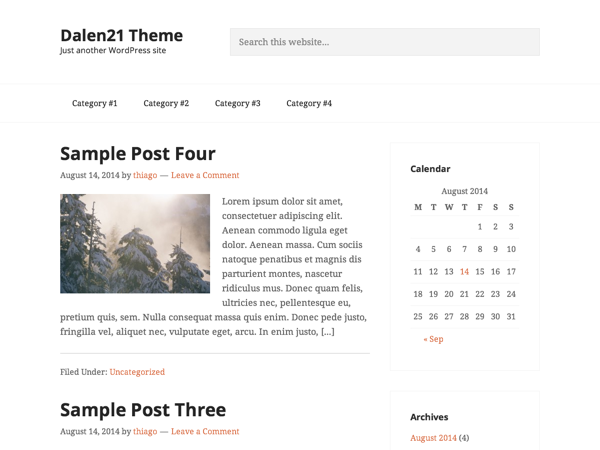 Dalen21 Theme
Just another WordPress site
Search this website...
Category #1 Category #2 Category #3 Category #4
Sample Post Four
August 14, 2014 by thiago — Leave a Comment
Lorem ipsum dolor sit amet,
consectetuer adipiscing elit.
Aenean commodo ligula eget
dolor. Aenean massa. Cum sociis
natoque penatibus et magnis dis
parturient montes, nascetur
ridiculus mus. Donec quam felis,
ultricies nec, pellentesque eu,
pretium quis, sem. Nulla consequat massa quis enim. Donec pede justo,
fringilla vel, aliquet nec, vulputate eget, arcu. In enim justo, [...]
Filed Under: Uncategorized
Sample Post Three
August 14, 2014 by thiago — Leave a Comment
Calendar
August 2014
M T W T F S S
1 2 3
4 5 6 7 8 9 10
11 12 13 14 15 16 17
18 19 20 21 22 23 24
25 26 27 28 29 30 31
« Sep
Archives
August 2014 (4)